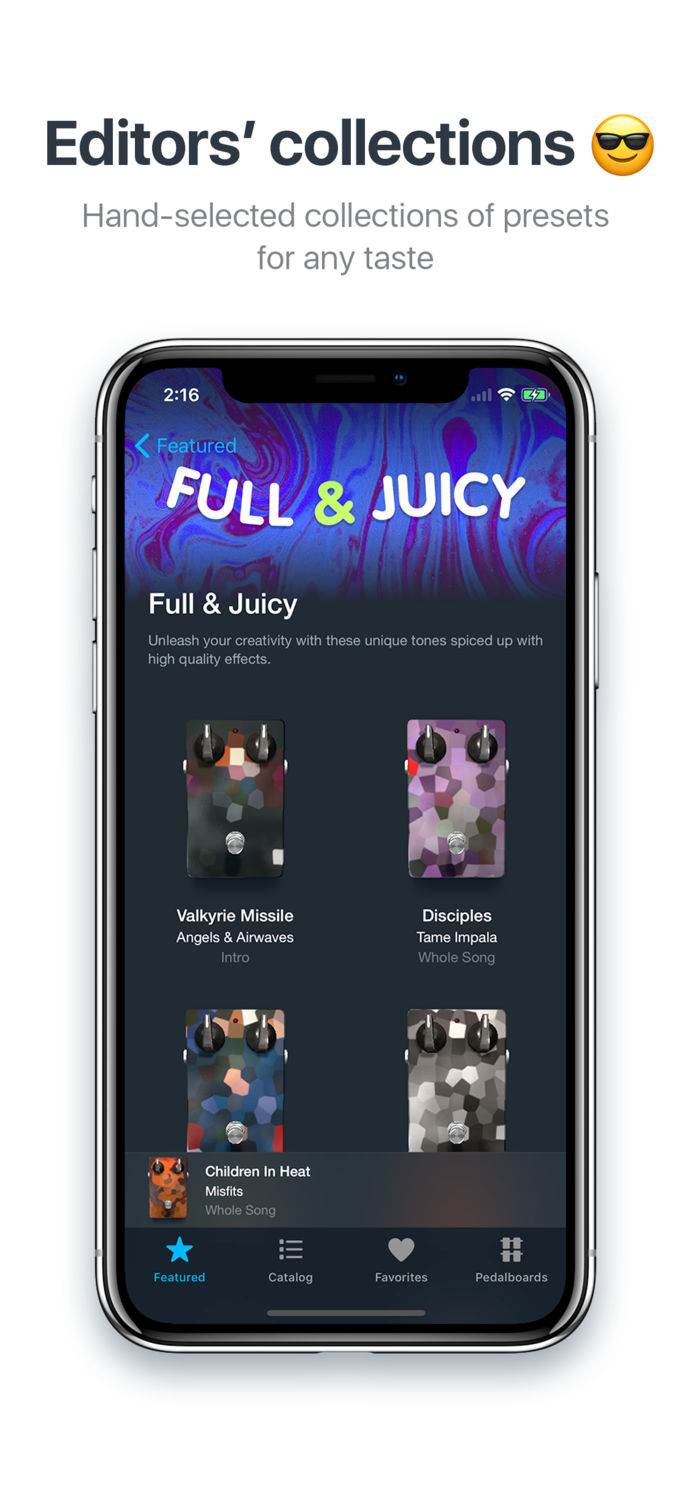 Editors’ collections 😎
Hand-selected collections of presets
for any taste
2:16
Featured
FULL & JUICY
Full & Juicy
Unleash your creativity with these unique tones spiced up with
high quality effects.
Valkyrie Missile
Angels & Airwaves
Intro
Disciples
Tame Impala
Whole Song
Children In Heat
Misfits
Whole Song
Featured
Catalog
Favorites
Pedalboards